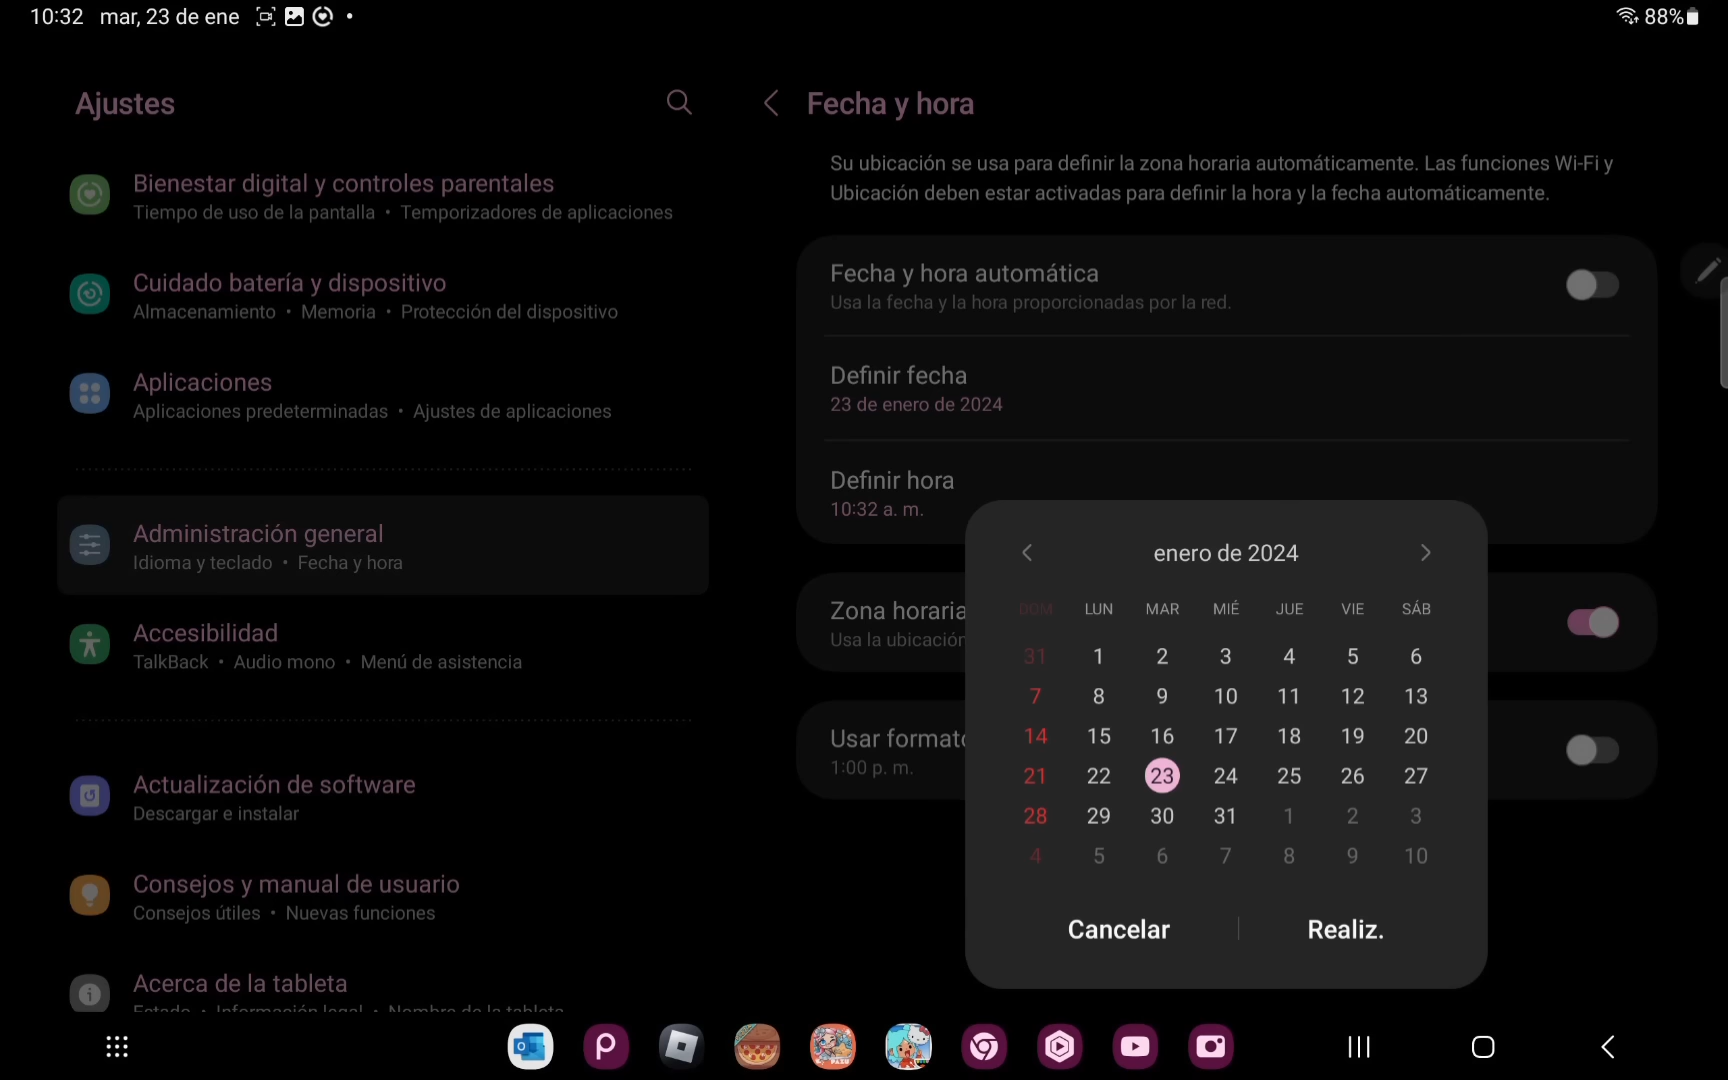 10:32 mar, 23 de ene
88%
Ajustes
Bienestar digital y controles parentales
Tiempo de uso de la pantalla • Temporizadores de aplicaciones
Cuidado batería y dispositivo
Almacenamiento • Memoria • Protección del dispositivo
Aplicaciones
Aplicaciones predeterminadas • Ajustes de aplicaciones
Administración general
Idioma y teclado • Fecha y hora
Accesibilidad
TalkBack • Audio mono • Menú de asistencia
Actualización de software
Descargar e instalar
Consejos y manual de usuario
Consejos útiles • Nuevas funciones
Acerca de la tableta
Estado • Información legal • Nombre de la tableta
Fecha y hora
Su ubicación se usa para definir la zona horaria automáticamente. Las funciones Wi-Fi y
Ubicación deben estar activadas para definir la hora y la fecha automáticamente.
Fecha y hora automática
Usa la fecha y la hora proporcionadas por la red.
Definir fecha
23 de enero de 2024
Definir hora
10:32 a. m.
Zona horaria
Usa la ubicación
Usar formato
1:00 p. m.
enero de 2024
DOM LUN MAR MIÉ JUE VIE SÁB
31 1 2 3 4 5 6
7 8 9 10 11 12 13
14 15 16 17 18 19 20
21 22 23 24 25 26 27
28 29 30 31 1 2 3
4 5 6 7 8 9 10
Cancelar
Realiz.